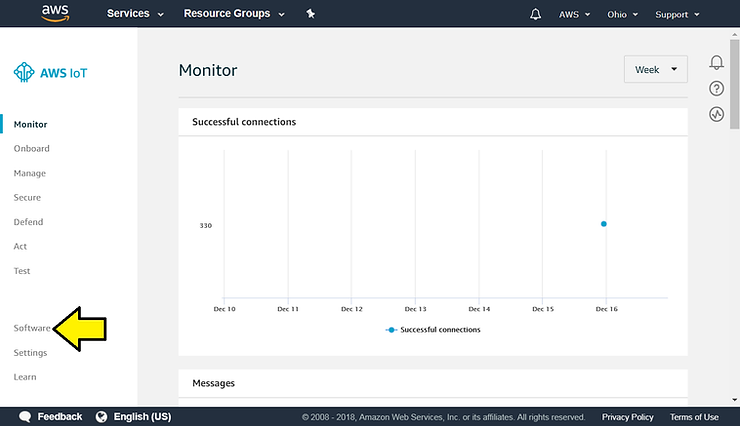 aws Services Resource Groups AWS Ohio Support
AWS IoT
Monitor
Onboard
Manage
Secure
Defend
Act
Test
Software
Settings
Learn
Monitor
Week
Successful connections
330
Dec 10 Dec 11 Dec 12 Dec 13 Dec 14 Dec 15 Dec 16
Successful connections
Messages
Feedback English (US) © 2008 - 2018, Amazon Web Services, Inc. or its affiliates. All rights reserved. Privacy Policy Terms of Use